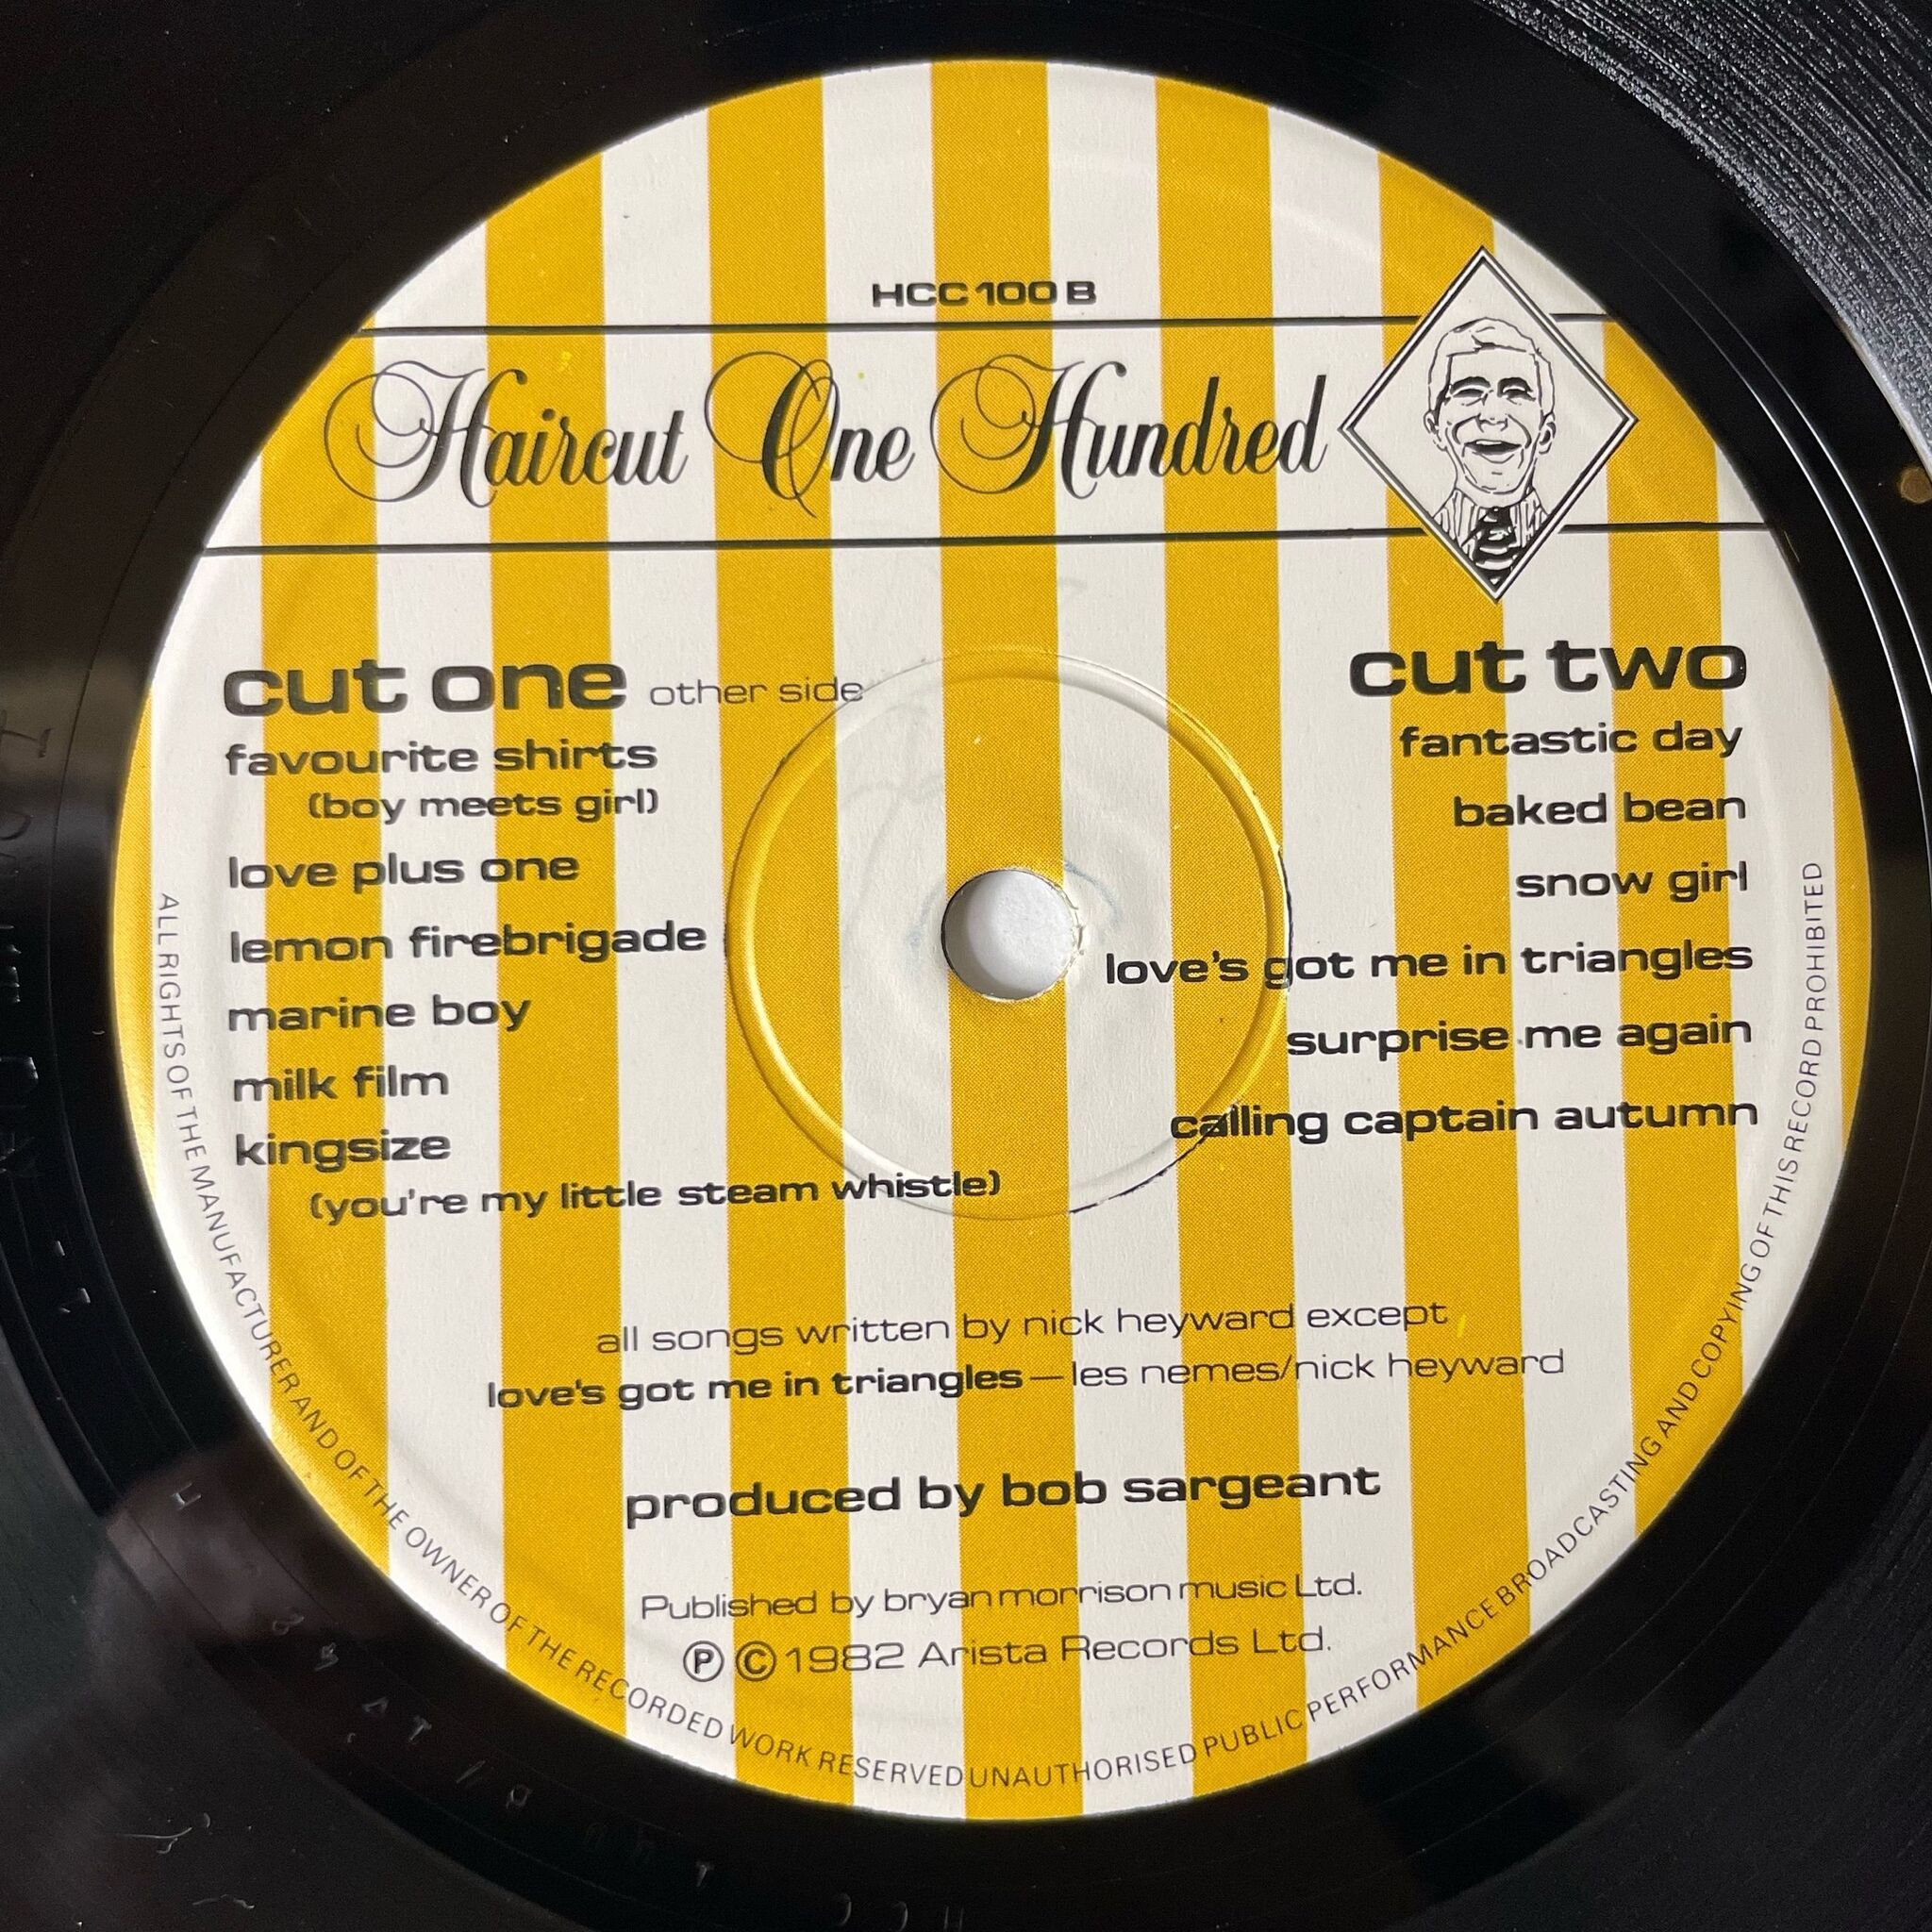 HCC 100 B
Haircut One Hundred
cut one other side
favourite shirts
(boy meets girl)
love plus one
lemon firebrigade
marine boy
milk film
kingsize
(you're my little steam whistle)
cut two
fantastic day
baked bean
snow girl
love's got me in triangles
surprise me again
calling captain autumn
all songs written by nick heyward except
love's got me in triangles — les nemes/nick heyward
produced by bob sargeant
Published by bryan morrison music Ltd.
Ⓟ © 1982 Arista Records Ltd.
ALL RIGHTS OF THE MANUFACTURER AND OF THE OWNER OF THE RECORDED WORK RESERVED UNAUTHORISED PUBLIC PERFORMANCE BROADCASTING AND COPYING OF THIS RECORD PROHIBITED